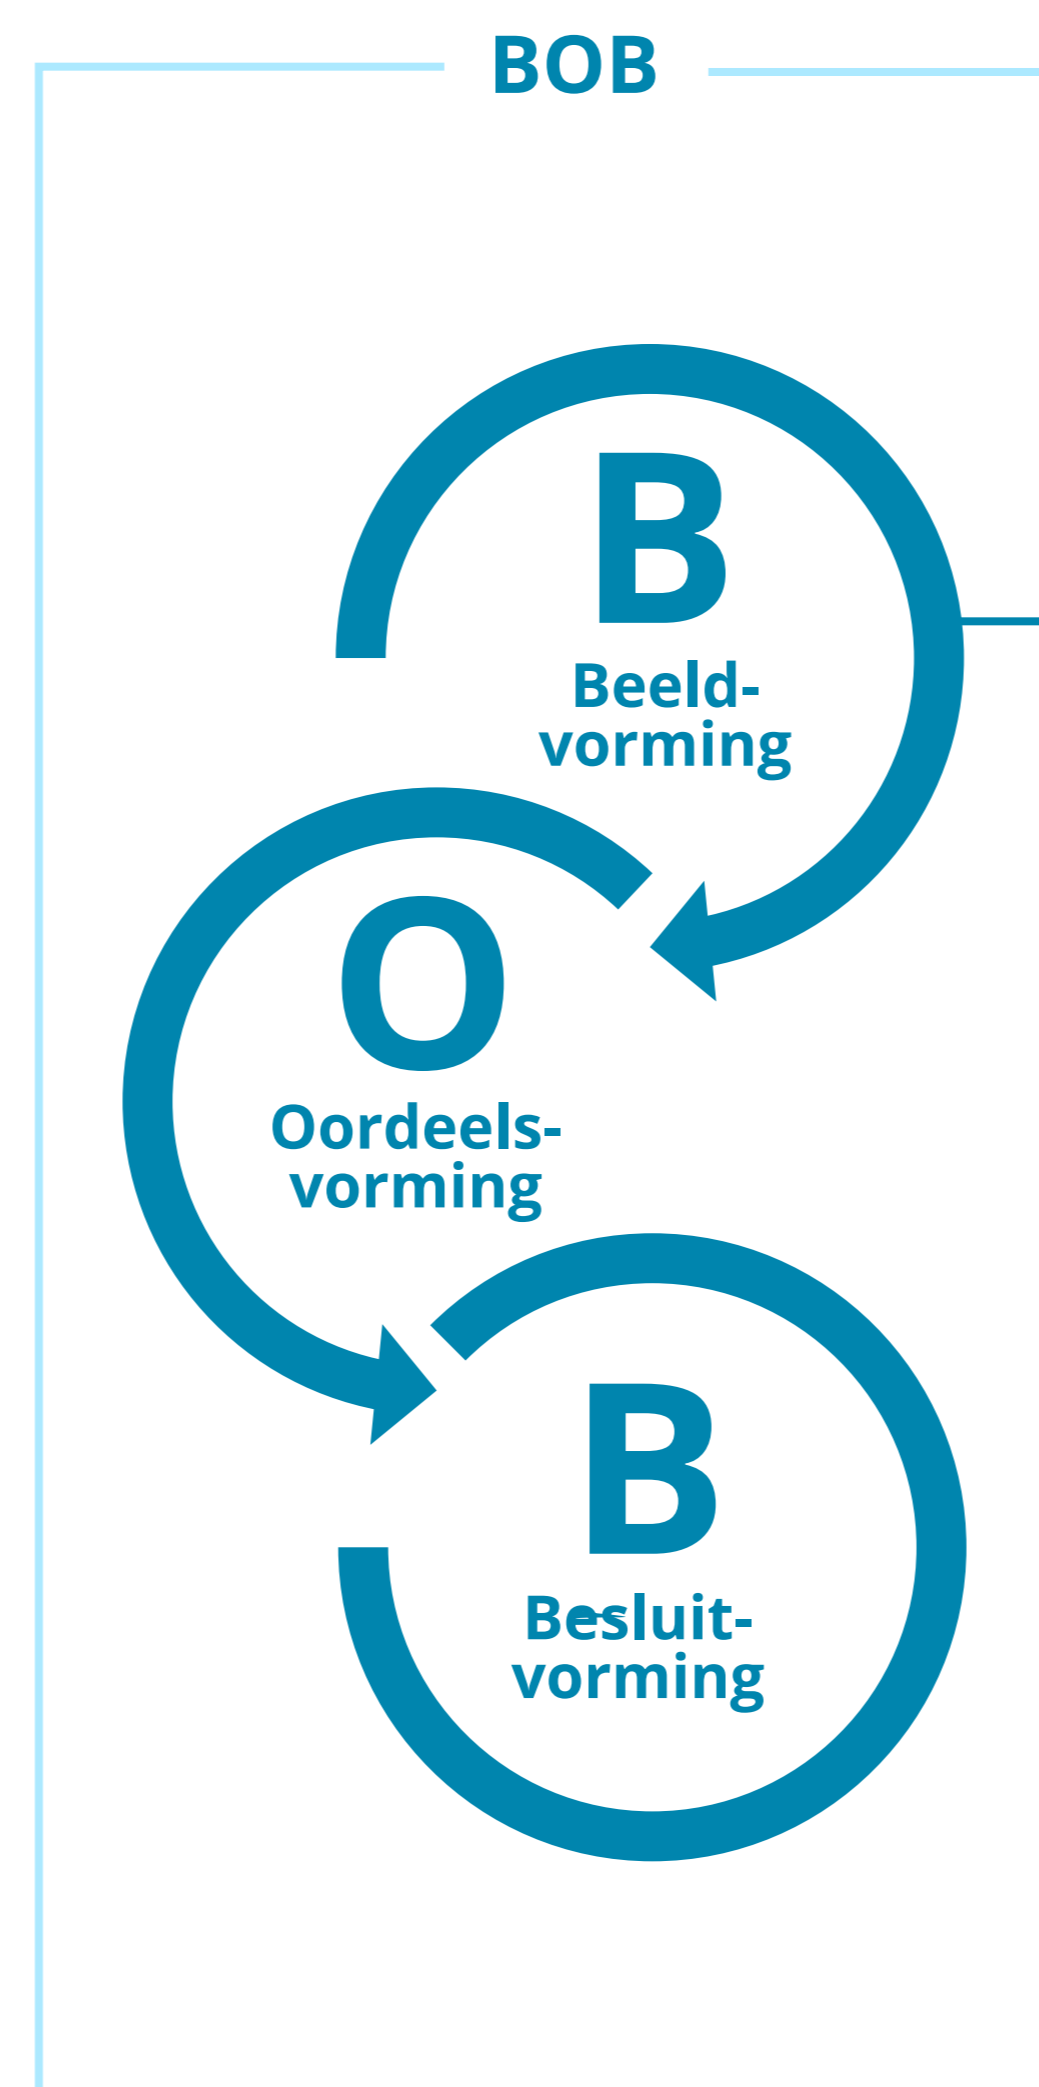 BOB
B
Beeld-
vorming
O
Oordeels-
vorming
B
Besluit-
vorming